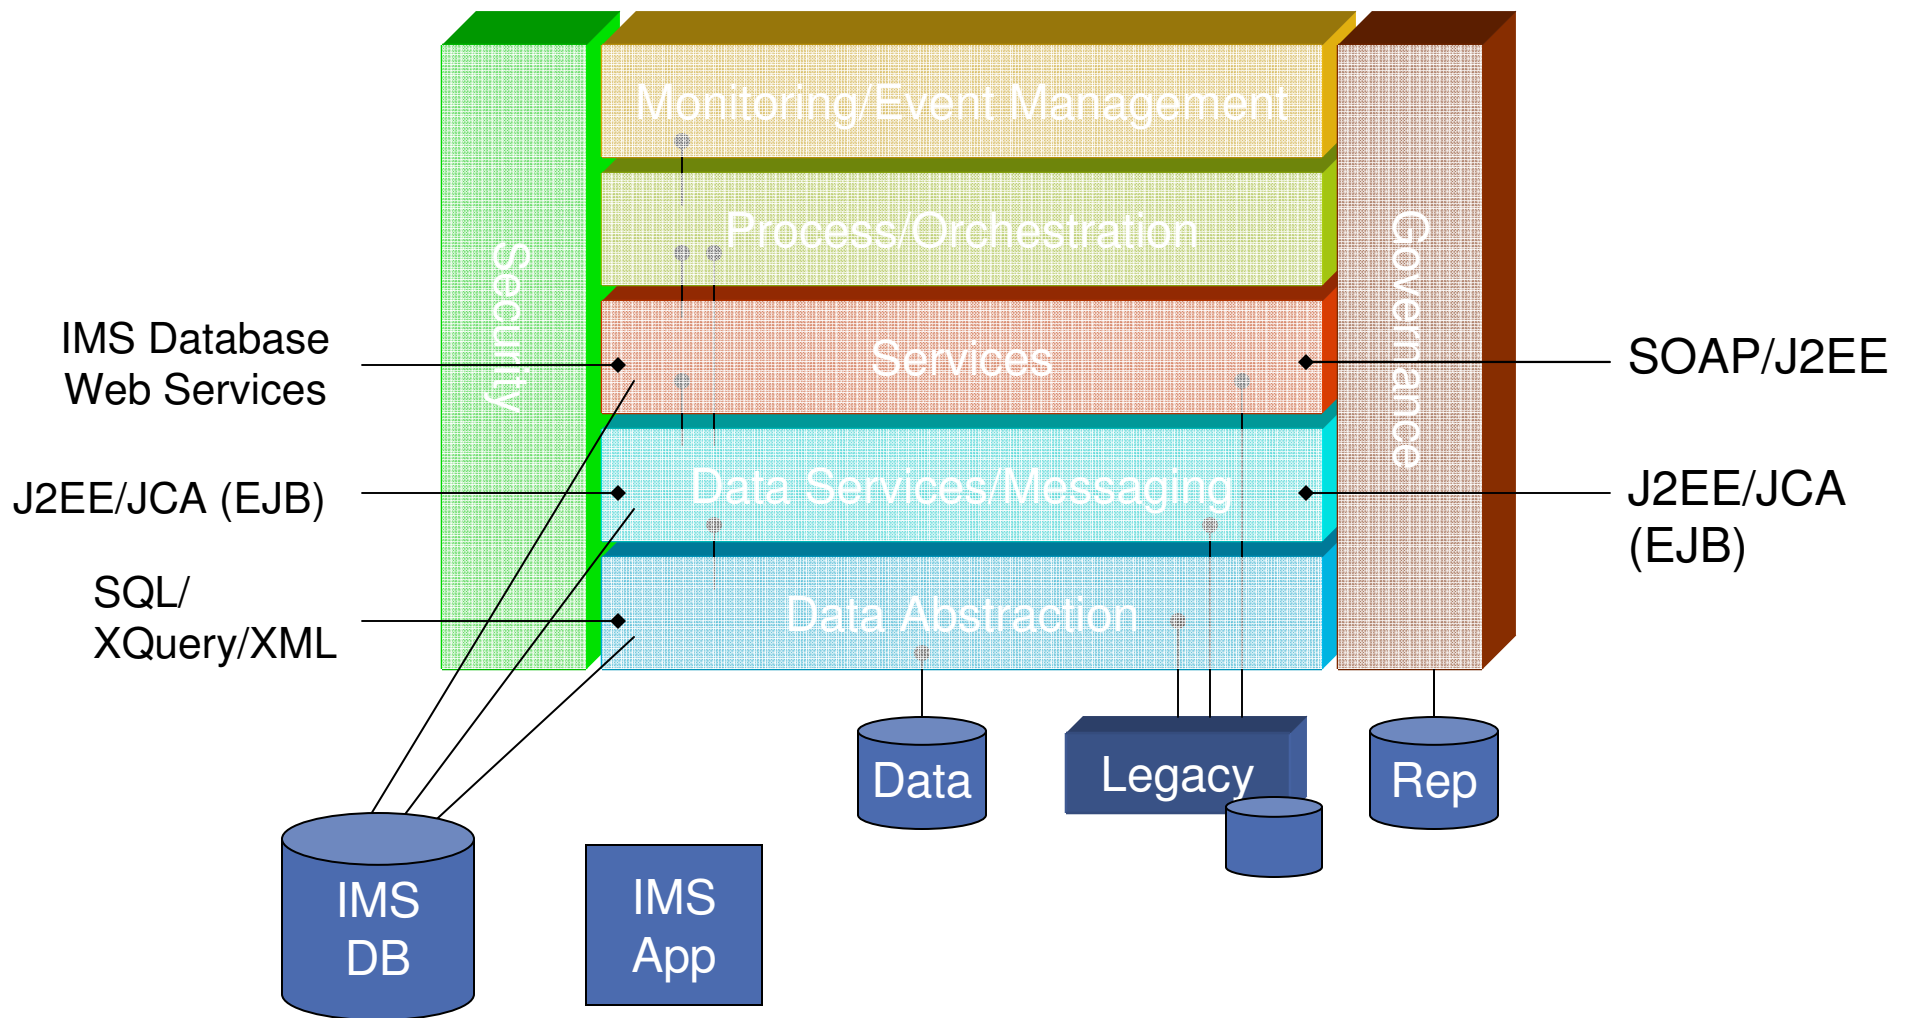 Monitoring/Event Management
Process/Orchestration
Services
Data Services/Messaging
Data Abstraction
Security
Governance
IMS Database
Web Services
J2EE/JCA (EJB)
SQL/
XQuery/XML
SOAP/J2EE
J2EE/JCA
(EJB)
Data
Legacy
Rep
IMS
DB
IMS
App